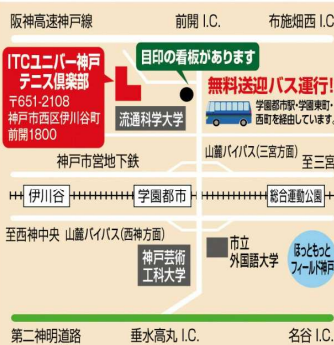 阪神高速神戸線
前開 I.C.
布施畑西 I.C.
ITCユニバー神戸
テニス倶楽部
〒651-2108
神戸市西区伊川谷町
前開1800
目印の看板があります
無料送迎バス運行!
学園都市駅・学園東町・
西町を経由しています。
流通科学大学
山麓バイパス(三宮方面)
至三宮
神戸市営地下鉄
伊川谷
学園都市
総合運動公園
至西神中央
山麓バイパス(西神方面)
神戸芸術
工科大学
市立
外国語大学
ほっともっと
フィールド神戸
第二神明道路
垂水高丸 I.C.
名谷 I.C.